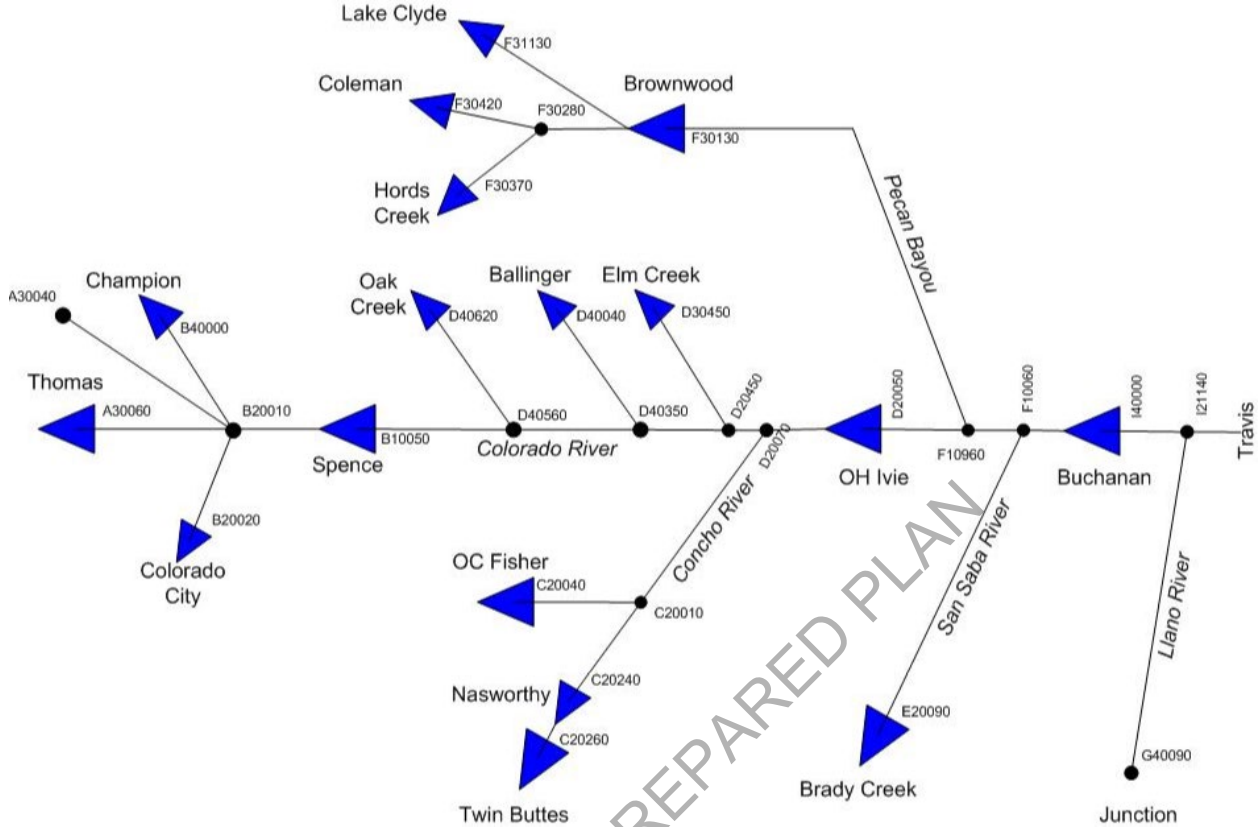 Lake Clyde
F31130
Coleman
F30420
F30280
Brownwood
F30130
Hords
Creek
F30370
Pecan Bayou
A30040
Champion
B40000
Oak
Creek
D40620
Ballinger
D40040
Elm Creek
D30450
Thomas
A30060
B20010
Spence
B10050
D40560
Colorado River
D40350
D20450
D20070
OH Ivie
D20050
F10960
F10060
Buchanan
I40000
I21140
Travis
B20020
Colorado
City
OC Fisher
C20040
C20010
Concho River
San Saba River
Llano River
Nasworthy
C20240
C20260
Twin Buttes
E20090
Brady Creek
G40090
Junction
REPARED PLAN